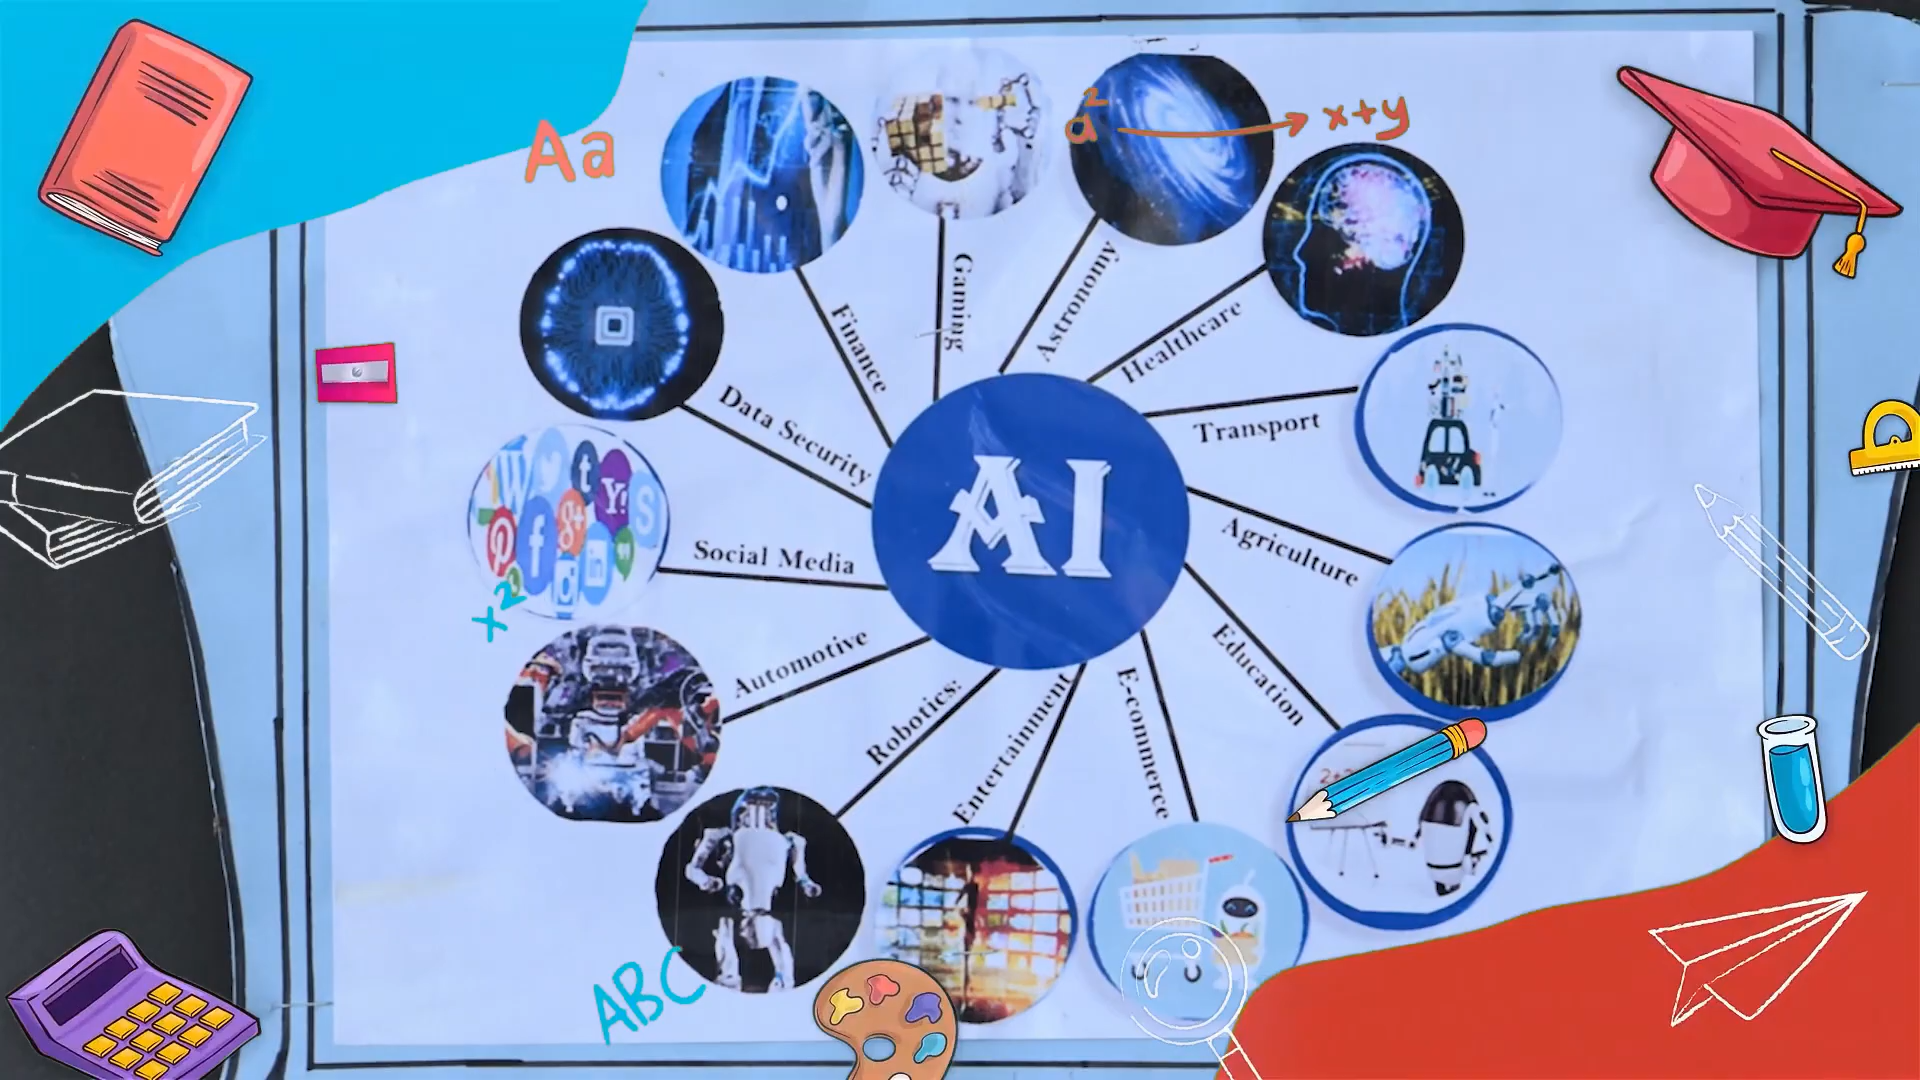 Aa
a²
x+y
Gaming
Astronomy
Finance
Healthcare
Data Security
Transport
AI
Agriculture
Social Media
x²
Automotive
Education
Robotics:
Entertainment
E-commerce
ABC